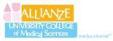 ALLIANZE
UNIVERSITY COLLEGE
of Medical Sciences